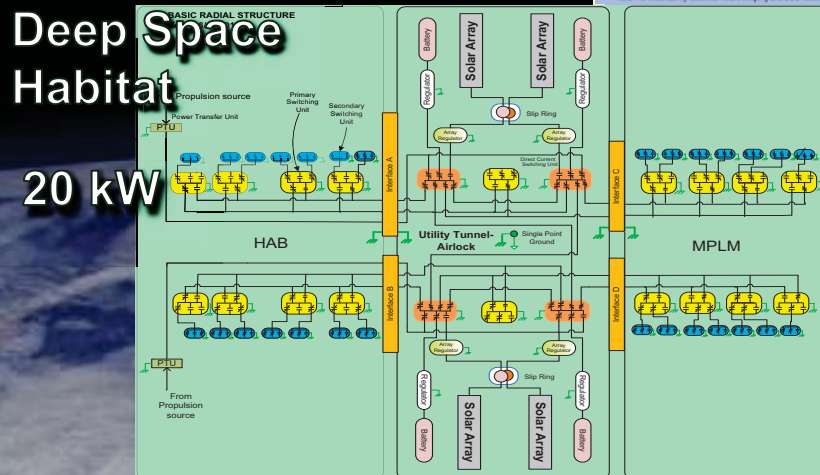 Deep Space
Habitat
20 kW
BASIC RADIAL STRUCTURE
Propulsion source
Power Transfer Unit
PTU
Primary
Switching
Unit
Secondary
Switching
Unit
Interface A
HAB
Interface B
PTU
From
Propulsion
source
Battery
Regulator
Solar Array
Solar Array
Battery
Regulator
Slip Ring
Array
Regulator
Array
Regulator
Direct Current
Switching Unit
Utility Tunnel-
Airlock
Single Point
Ground
Array
Regulator
Array
Regulator
Slip Ring
Regulator
Battery
Solar Array
Solar Array
Regulator
Battery
Interface C
MPLM
Interface D